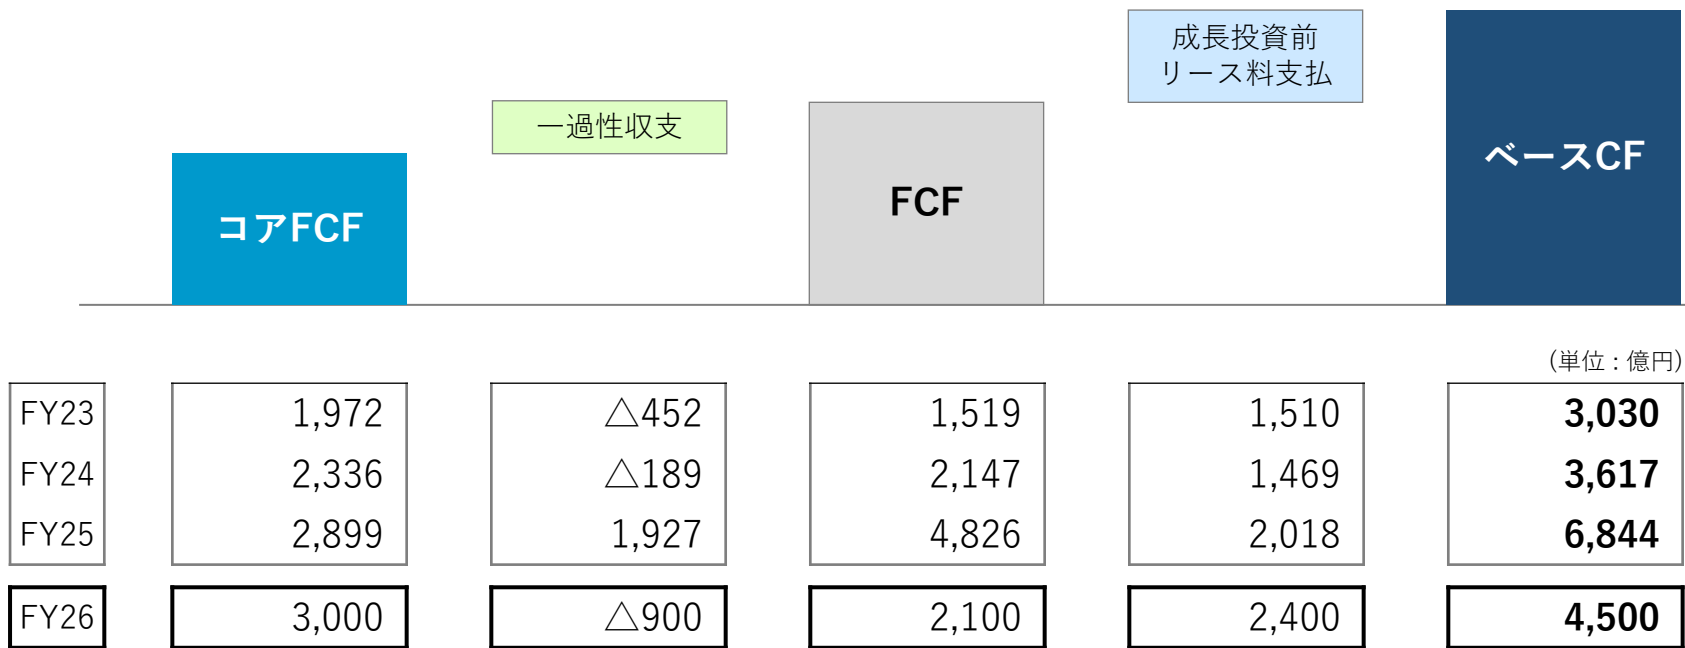 成長投資前
リース料支払
一過性収支
ベースCF
FCF
コアFCF
(単位：億円)
FY23 1,972 △452 1,519 1,510 3,030
FY24 2,336 △189 2,147 1,469 3,617
FY25 2,899 1,927 4,826 2,018 6,844
FY26 3,000 △900 2,100 2,400 4,500